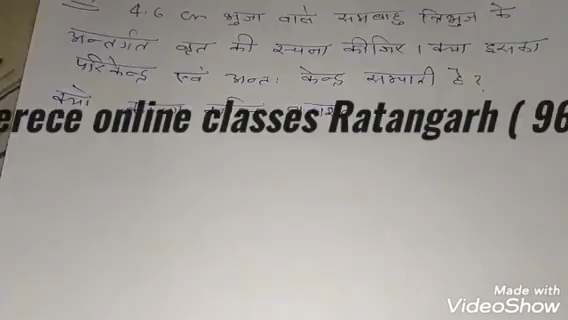 4.6 cm भुजा वाले समबाहु त्रिभुज के
अन्तर्गत वृत की रचना कीजिए। क्या इसका
परिकेन्द्र एवं अन्तः केन्द्र सम्पाती है?
क्यो
erece online classes Ratangarh ( 96
Made with
VideoShow